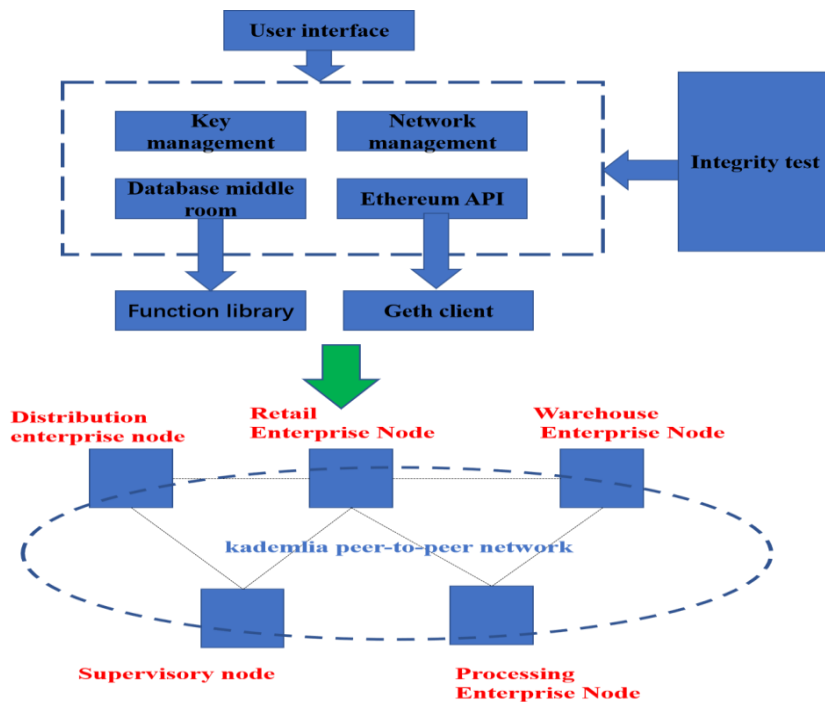 User interface
Key
management
Network
management
Integrity test
Database middle
room
Ethereum API
Function library
Geth client
Distribution
enterprise node
Retail
Enterprise Node
Warehouse
Enterprise Node
kademlia peer-to-peer network
Supervisory node
Processing
Enterprise Node